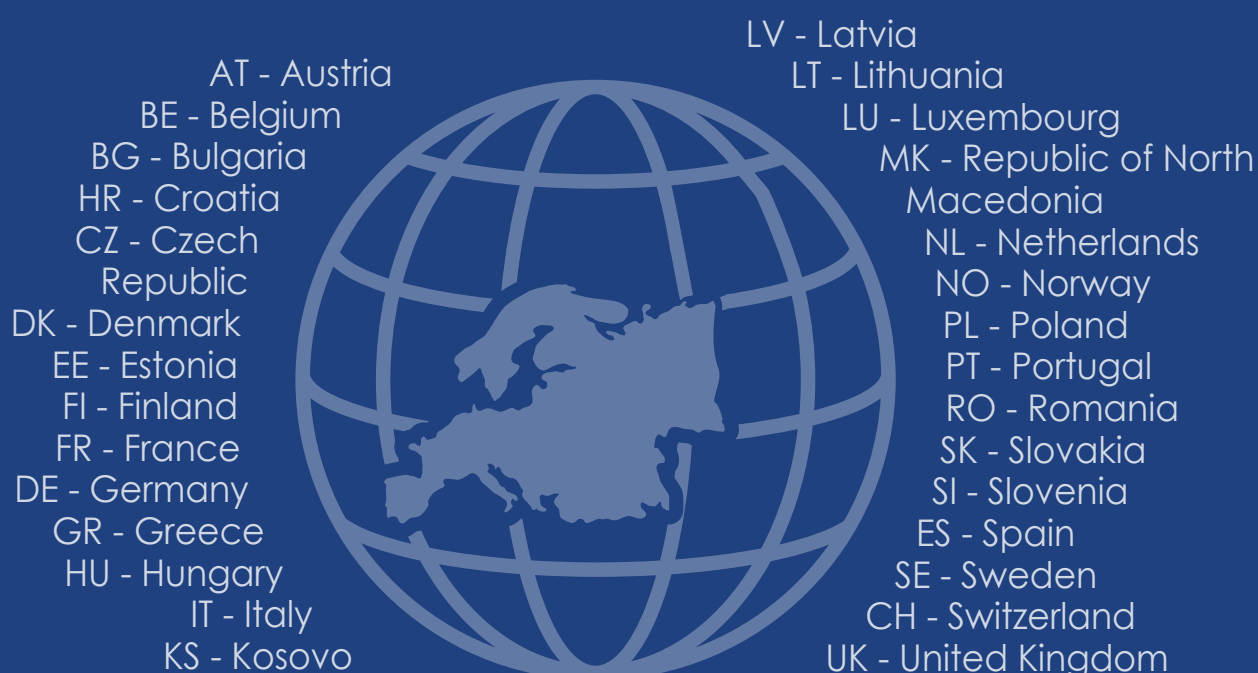 AT - Austria
BE - Belgium
BG - Bulgaria
HR - Croatia
CZ - Czech
Republic
DK - Denmark
EE - Estonia
FI - Finland
FR - France
DE - Germany
GR - Greece
HU - Hungary
IT - Italy
KS - Kosovo
LV - Latvia
LT - Lithuania
LU - Luxembourg
MK - Republic of North
Macedonia
NL - Netherlands
NO - Norway
PL - Poland
PT - Portugal
RO - Romania
SK - Slovakia
SI - Slovenia
ES - Spain
SE - Sweden
CH - Switzerland
UK - United Kingdom